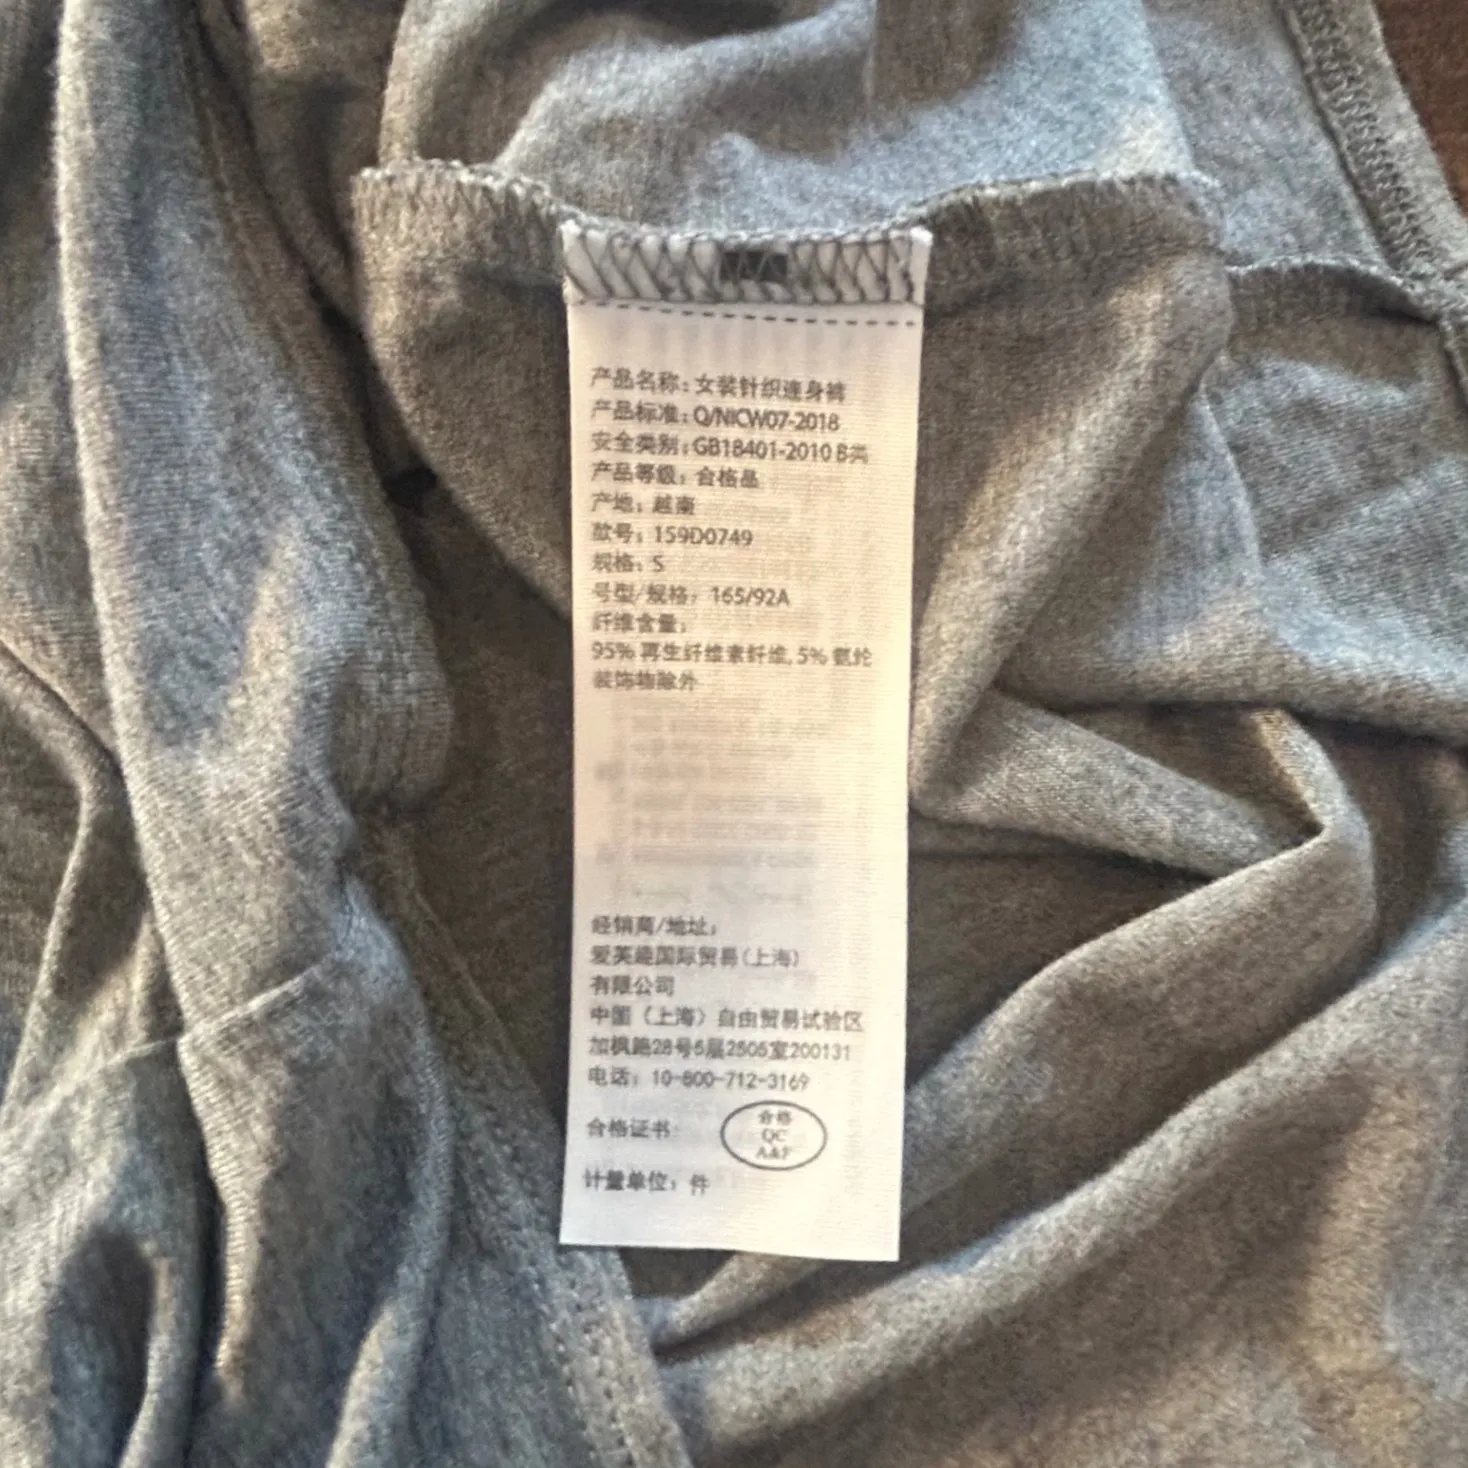 产品名称：女装针织连身裤
产品标准：Q/NICW07-2018
安全类别：GB18401-2010 B类
产品等级：合格品
产地：越南
款号：159D0749
规格：S
号型/规格：165/92A
纤维含量：
95% 再生纤维素纤维, 5% 氨纶
装饰物除外
经销商/地址：
爱芙趣国际贸易(上海)
有限公司
中国（上海）自由贸易试验区
加枫路28号5层2505室200131
电话：10-800-712-3169
合格证书:
合格
QC
A&F
计量单位：件